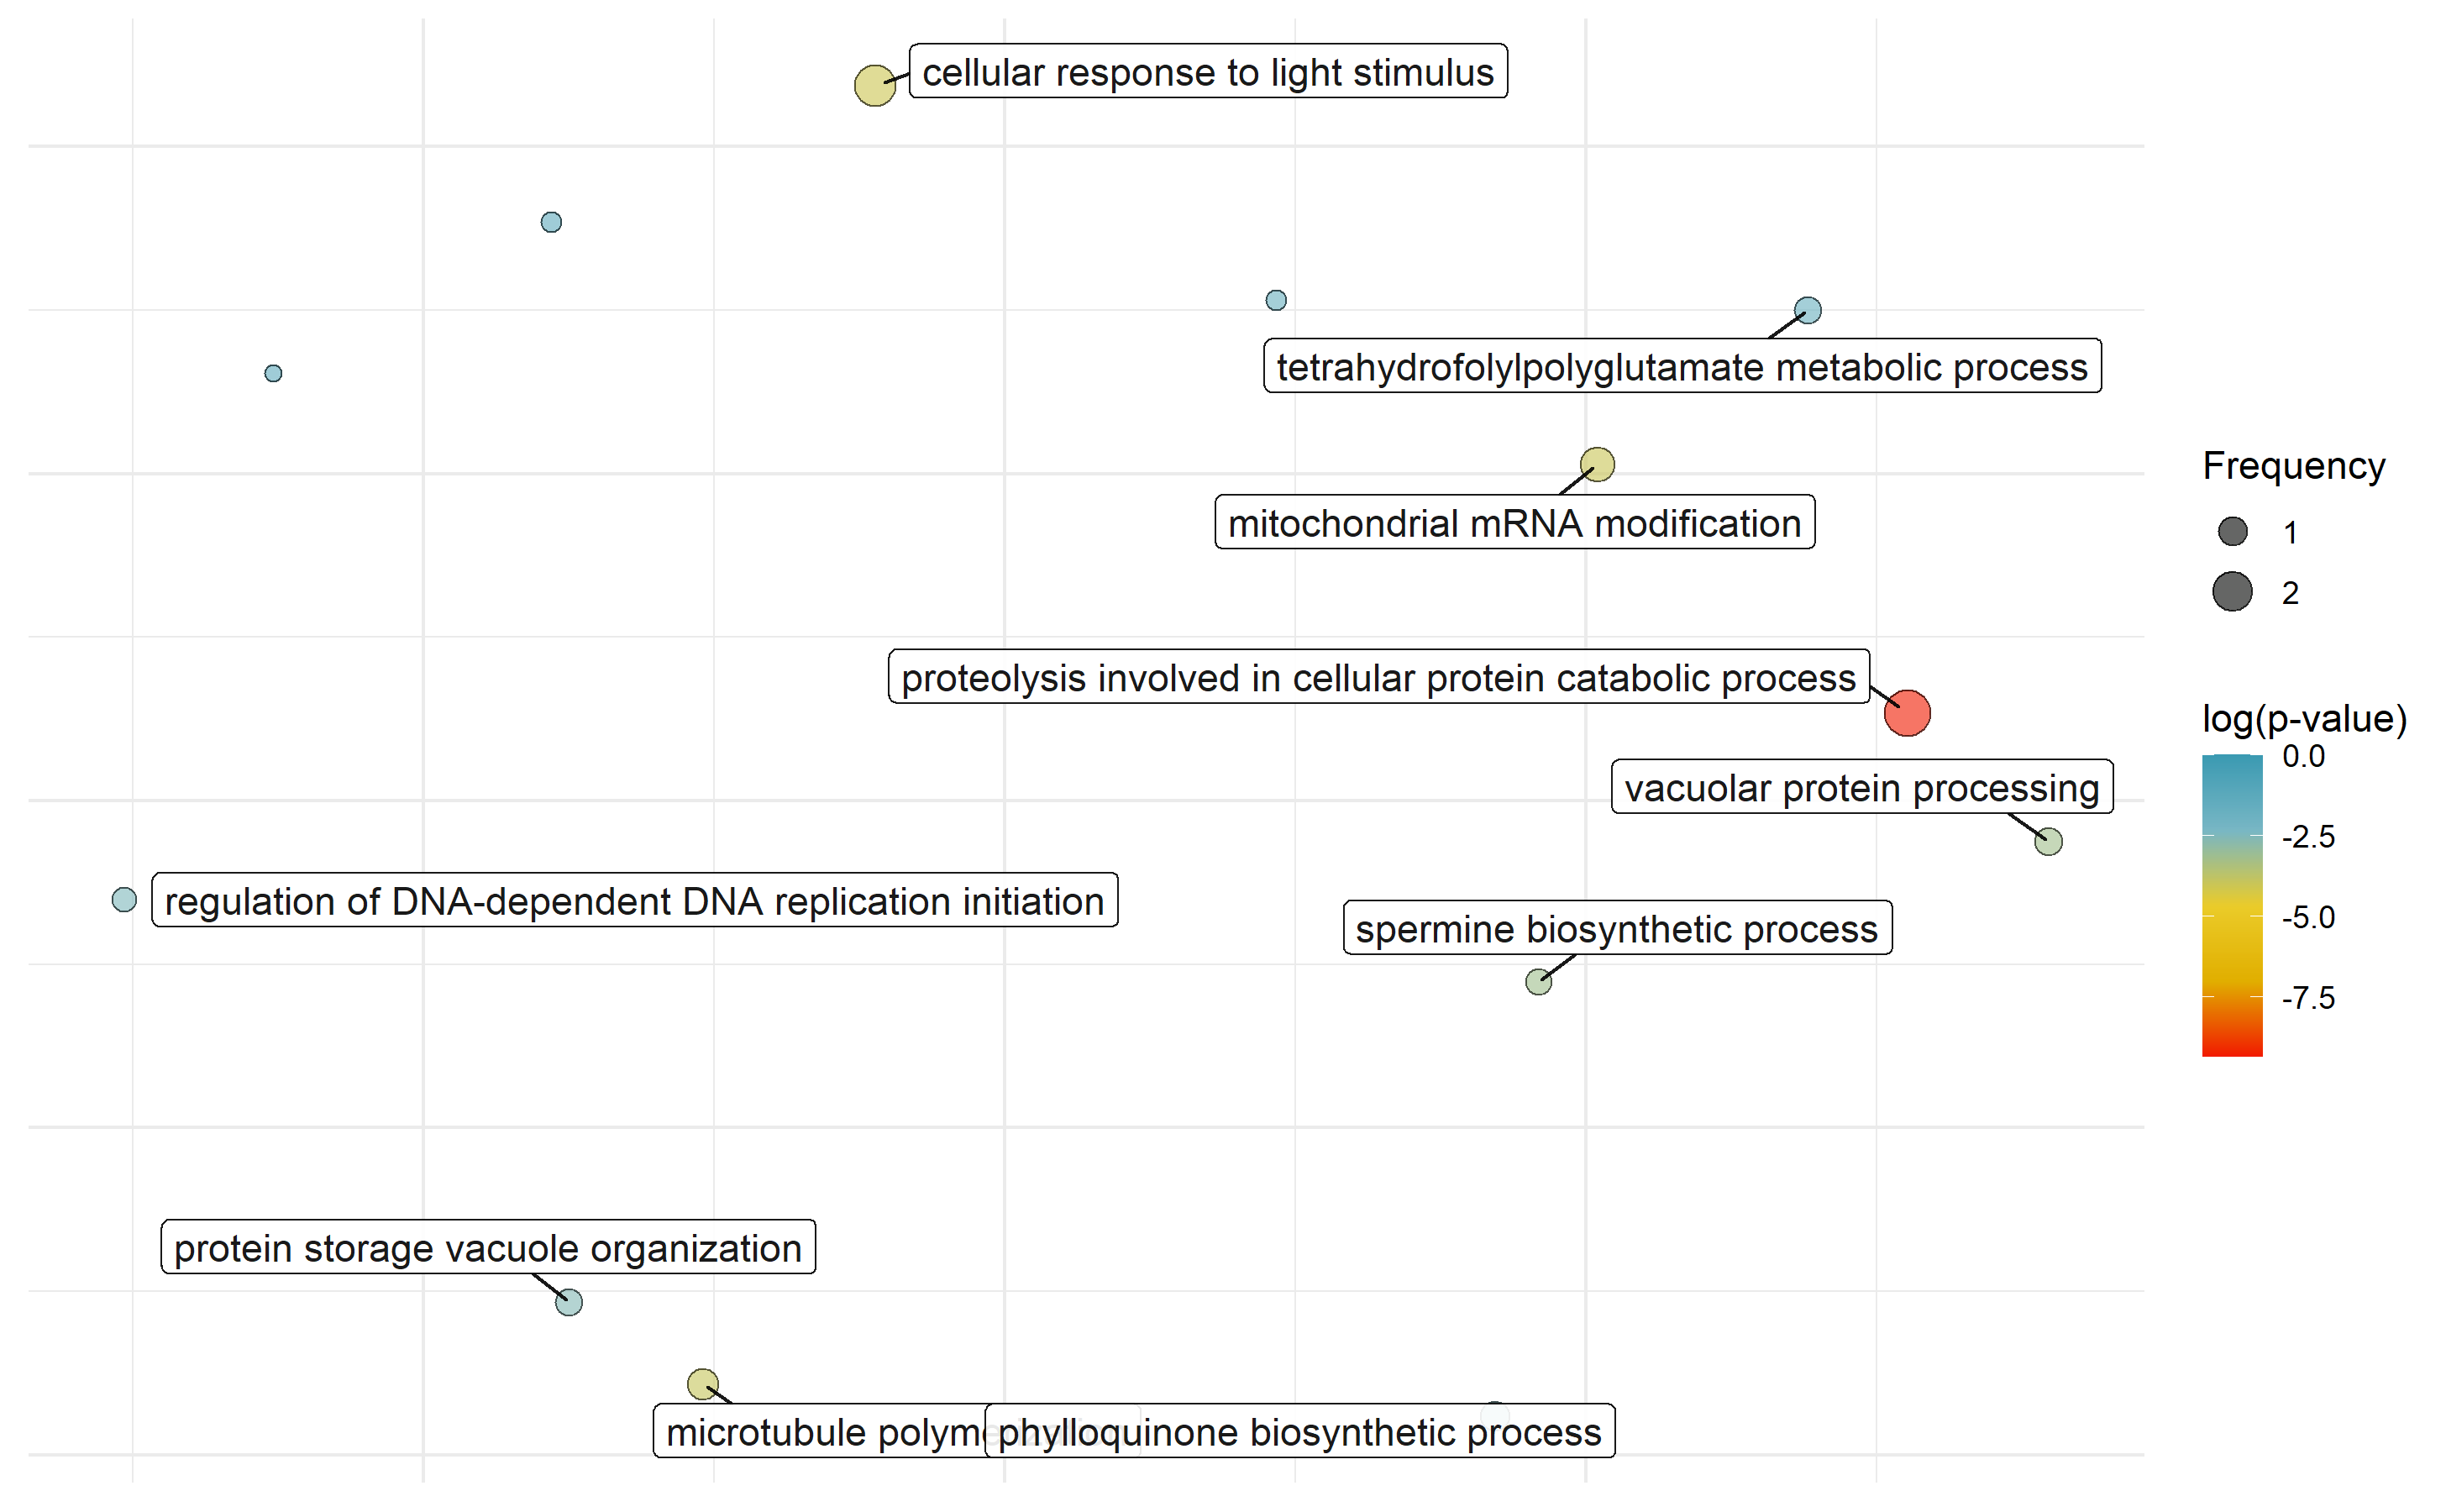 cellular response to light stimulus
tetrahydrofolylpolyglutamate metabolic process
mitochondrial mRNA modification
proteolysis involved in cellular protein catabolic process
vacuolar protein processing
regulation of DNA-dependent DNA replication initiation
spermine biosynthetic process
protein storage vacuole organization
microtubule polymerization
phylloquinone biosynthetic process
Frequency
1
2
log(p-value)
0.0
-2.5
-5.0
-7.5